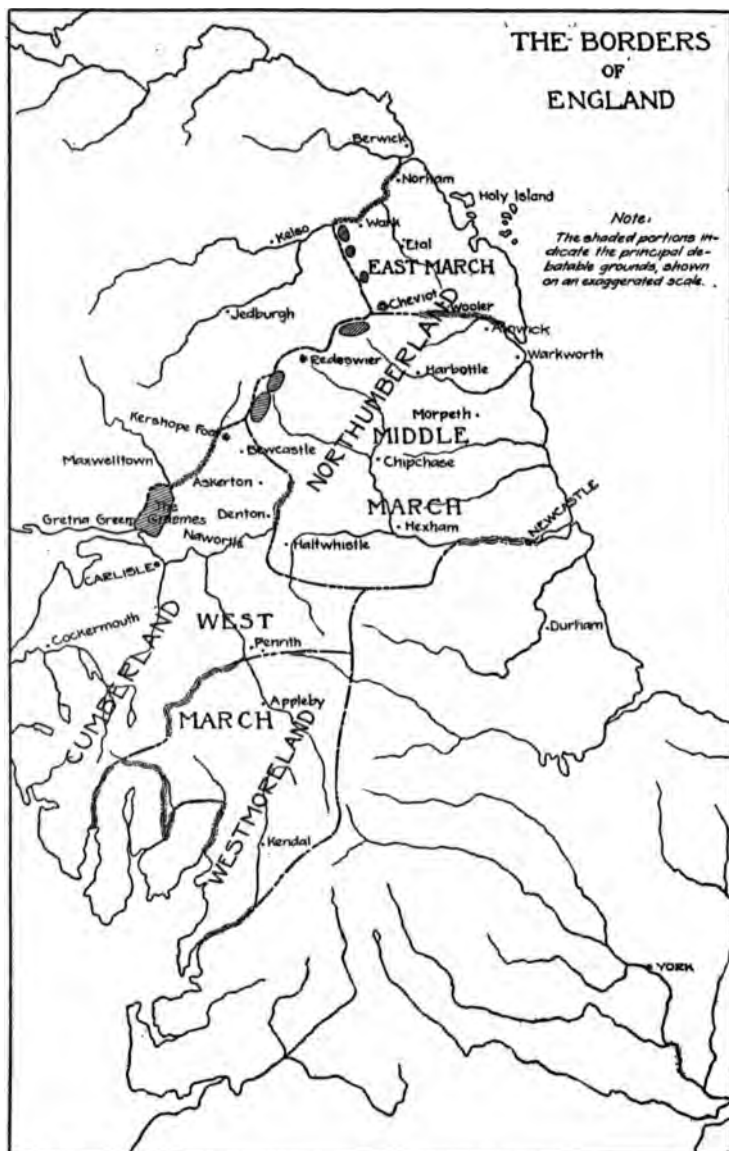 THE BORDERS
OF
ENGLAND
Berwick
Norham
Holy Island
Note:
The shaded portions in-
dicate the principal de-
batable grounds, shown
on an exaggerated scale.
Wark
Kelso
Etal
EAST MARCH
Cheviot
Wooler
Jedburgh
Alnwick
Redeswier
Warkworth
Harbottle
NORTHUMBERLAND
Morpeth
Kershope Foot
MIDDLE
Bewcastle
Maxwelltown
Chipchase
Askerton
The
Graemes
MARCH
Gretna Green
Denton
Hexham
NEWCASTLE
Naworth
Haltwhistle
CARLISLE
WEST
Durham
Cockermouth
Penrith
CUMBERLAND
Appleby
MARCH
WESTMORELAND
Kendal
YORK